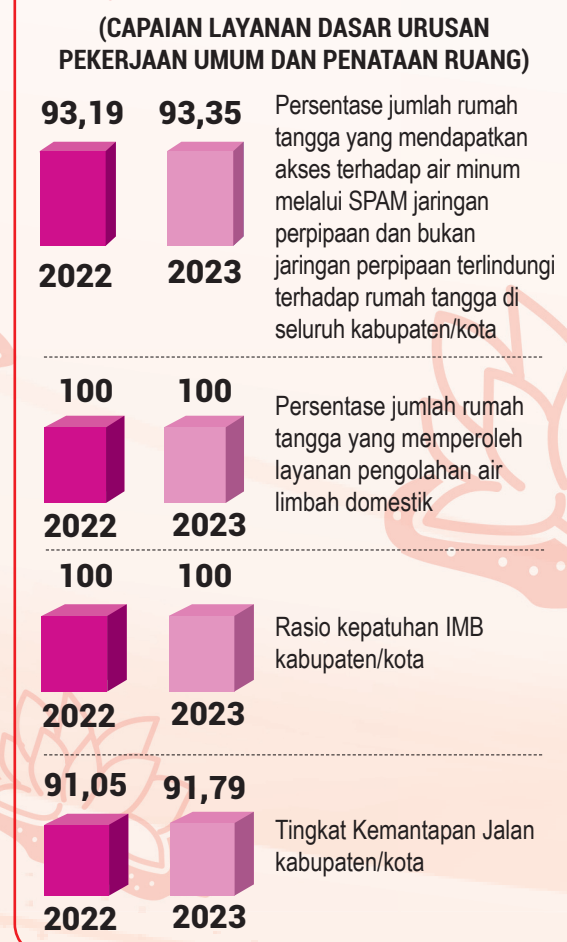 (CAPAIAN LAYANAN DASAR URUSAN
PEKERJAAN UMUM DAN PENATAAN RUANG)
93,19 93,35
2022 2023
Persentase jumlah rumah
tangga yang mendapatkan
akses terhadap air minum
melalui SPAM jaringan
perpipaan dan bukan
jaringan perpipaan terlindungi
terhadap rumah tangga di
seluruh kabupaten/kota
100 100
2022 2023
Persentase jumlah rumah
tangga yang memperoleh
layanan pengolahan air
limbah domestik
100 100
2022 2023
Rasio kepatuhan IMB
kabupaten/kota
91,05 91,79
2022 2023
Tingkat Kemantapan Jalan
kabupaten/kota